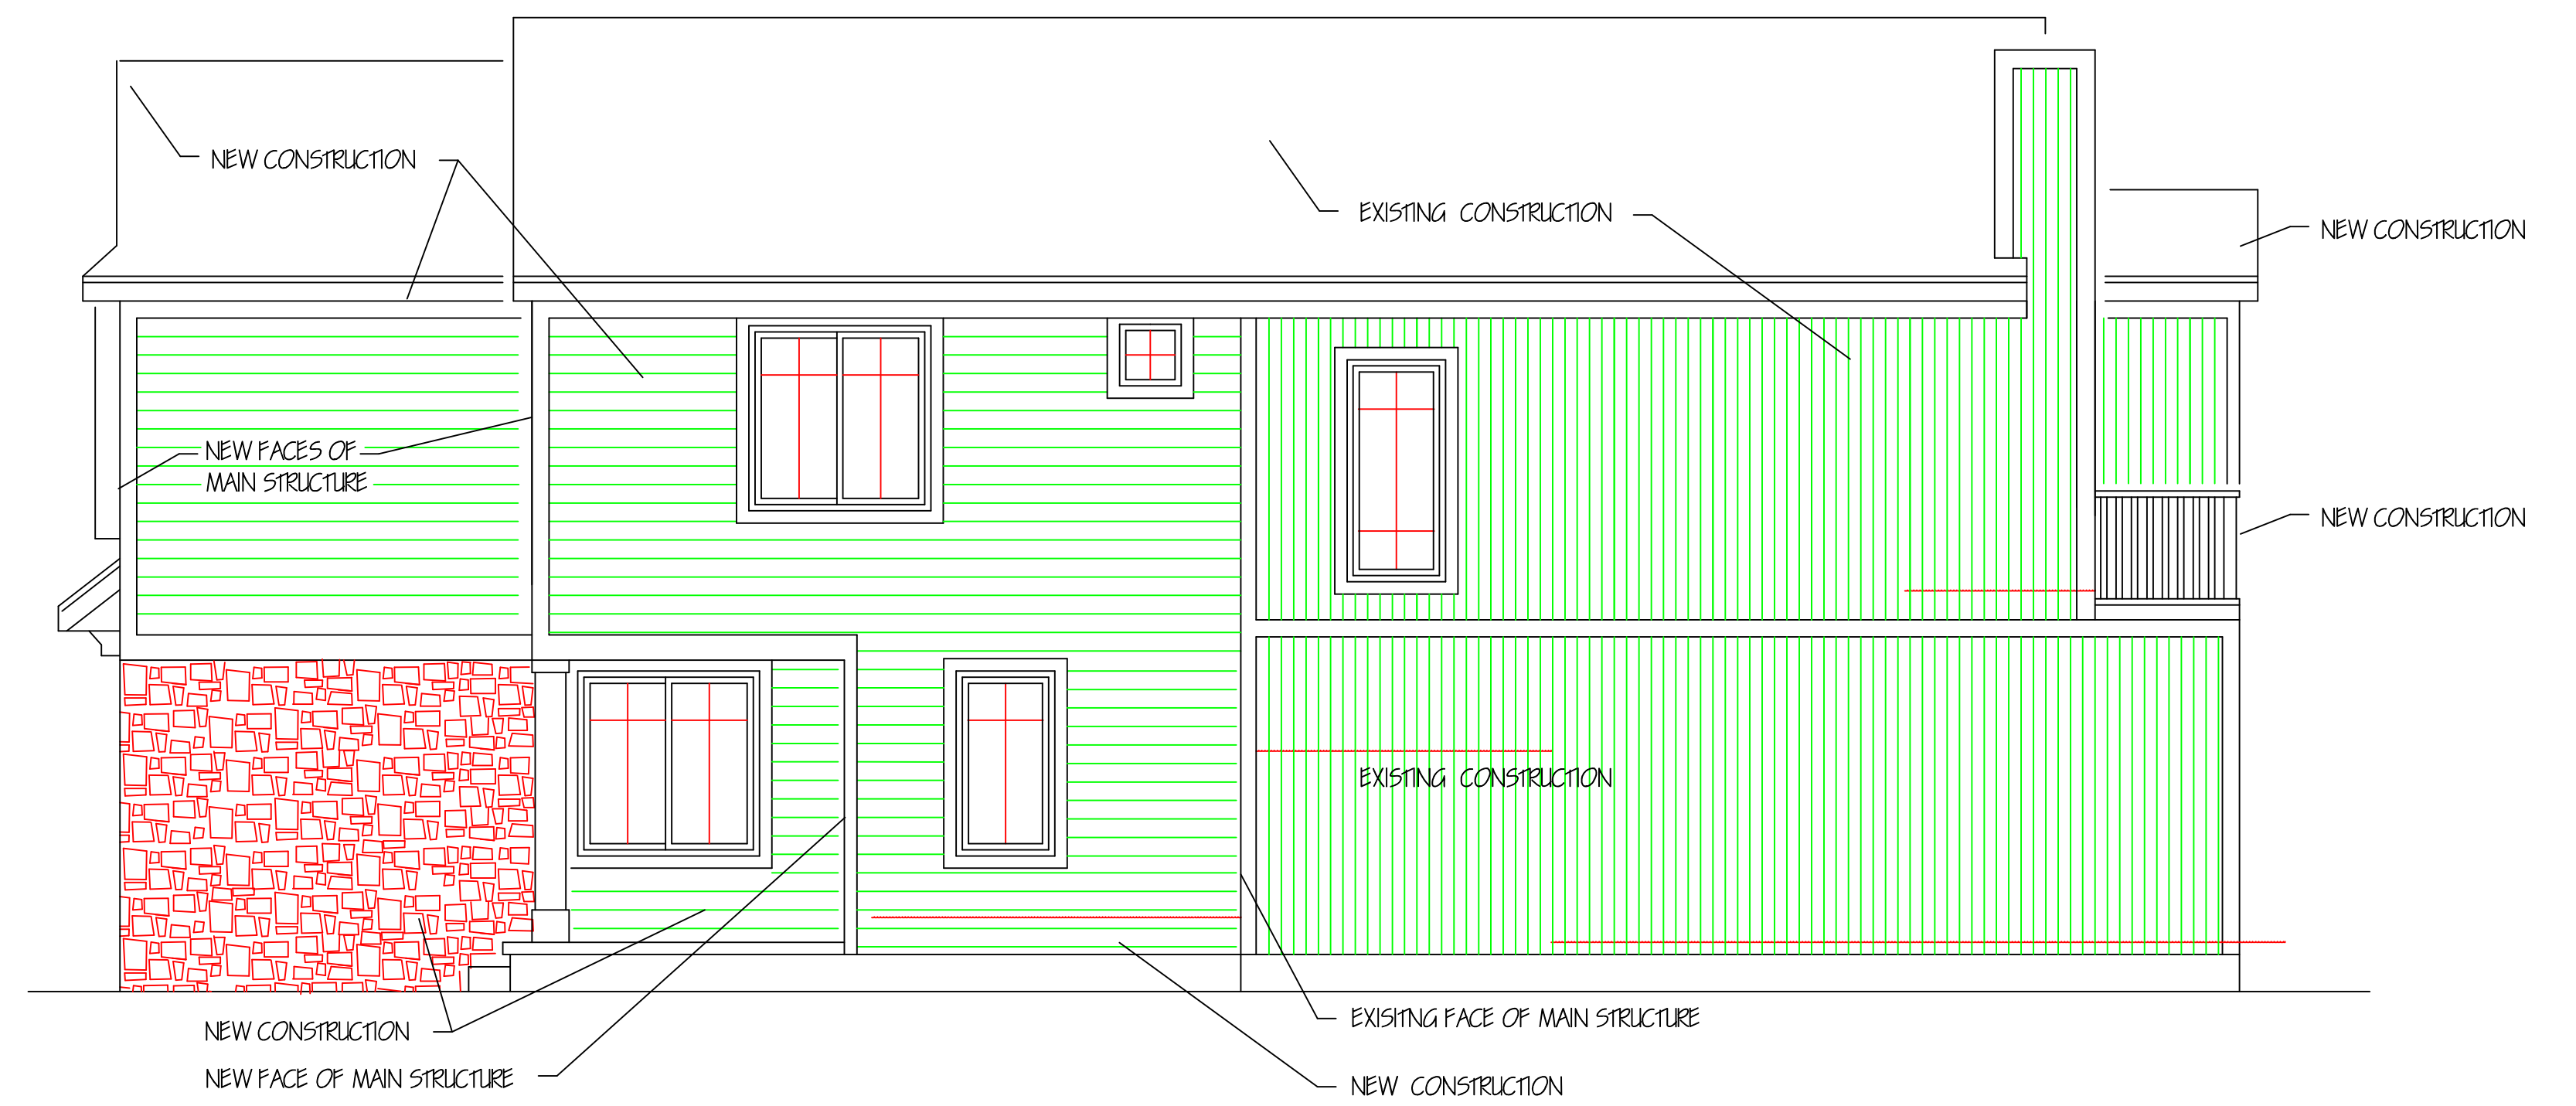 NEW CONSTRUCTION
EXISTING CONSTRUCTION
NEW CONSTRUCTION
NEW FACES OF
MAIN STRUCTURE
NEW CONSTRUCTION
EXISTING CONSTRUCTION
NEW CONSTRUCTION
EXISITNG FACE OF MAIN STRUCTURE
NEW FACE OF MAIN STRUCTURE
NEW CONSTRUCTION